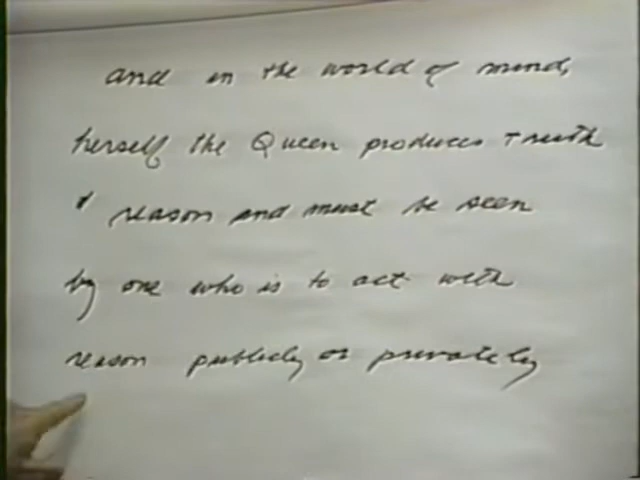 and in the world of mind,
herself the Queen produces truth
& reason and must be seen
by one who is to act with
reason publicly or privately